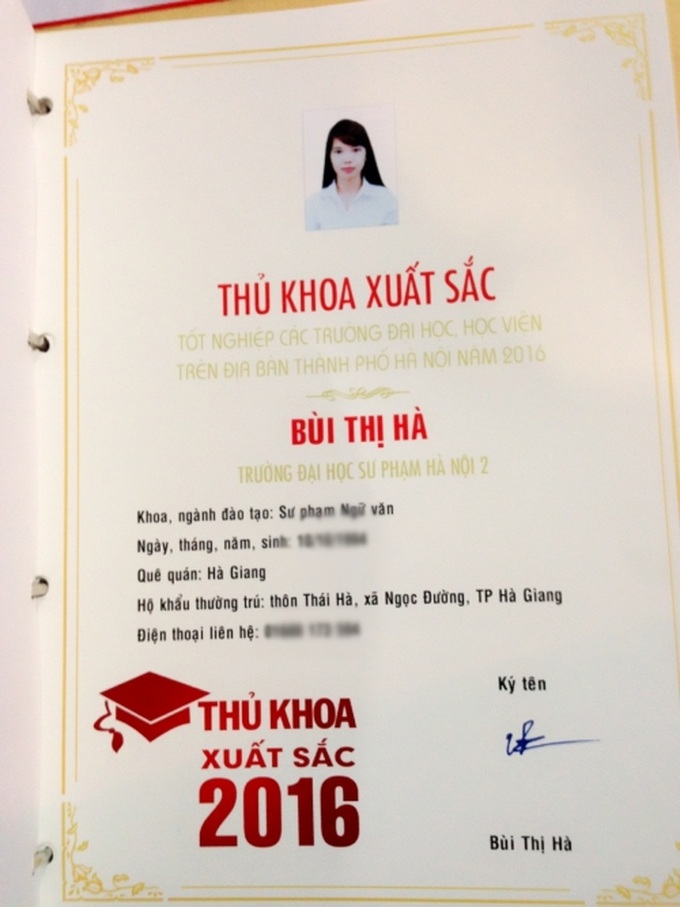 THỦ KHOA XUẤT SẮC
TỐT NGHIỆP CÁC TRƯỜNG ĐẠI HỌC, HỌC VIỆN
TRÊN ĐỊA BÀN THÀNH PHỐ HÀ NỘI NĂM 2016
BÙI THỊ HÀ
TRƯỜNG ĐẠI HỌC SƯ PHẠM HÀ NỘI 2
Khoa, ngành đào tạo: Sư phạm Ngữ văn
Ngày, tháng, năm, sinh:
Quê quán: Hà Giang
Hộ khẩu thường trú: thôn Thái Hà, xã Ngọc Đường, TP Hà Giang
Điện thoại liên hệ:
Ký tên
THỦ KHOA
XUẤT SẮC
2016
Bùi Thị Hà